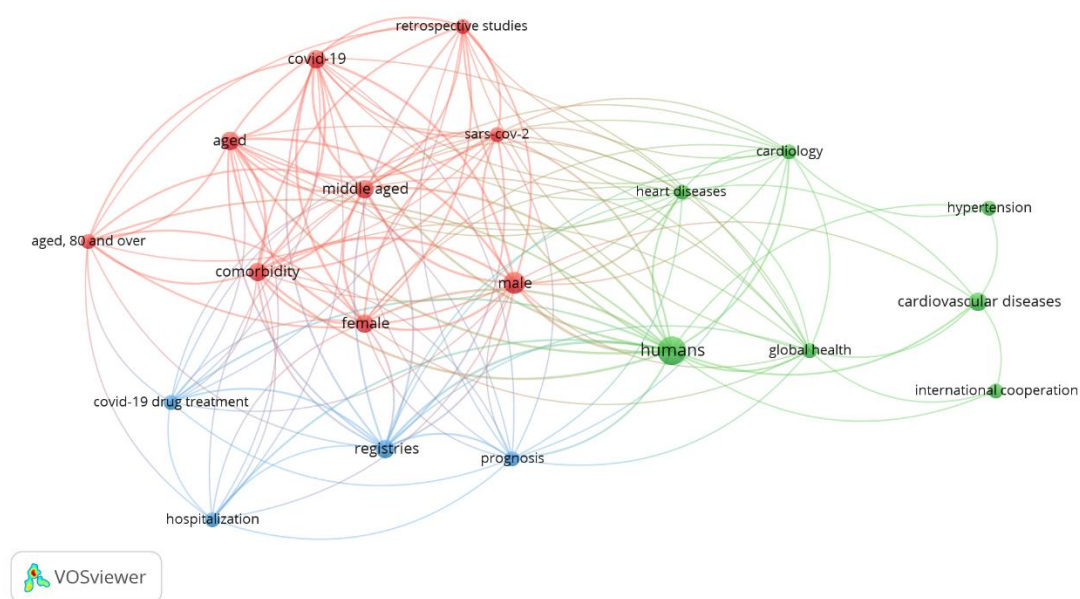 retrospective studies
covid-19
sars-cov-2
aged
cardiology
middle aged
heart diseases
hypertension
aged, 80 and over
comorbidity
male
cardiovascular diseases
female
humans
global health
international cooperation
covid-19 drug treatment
registries
prognosis
hospitalization
VOSviewer